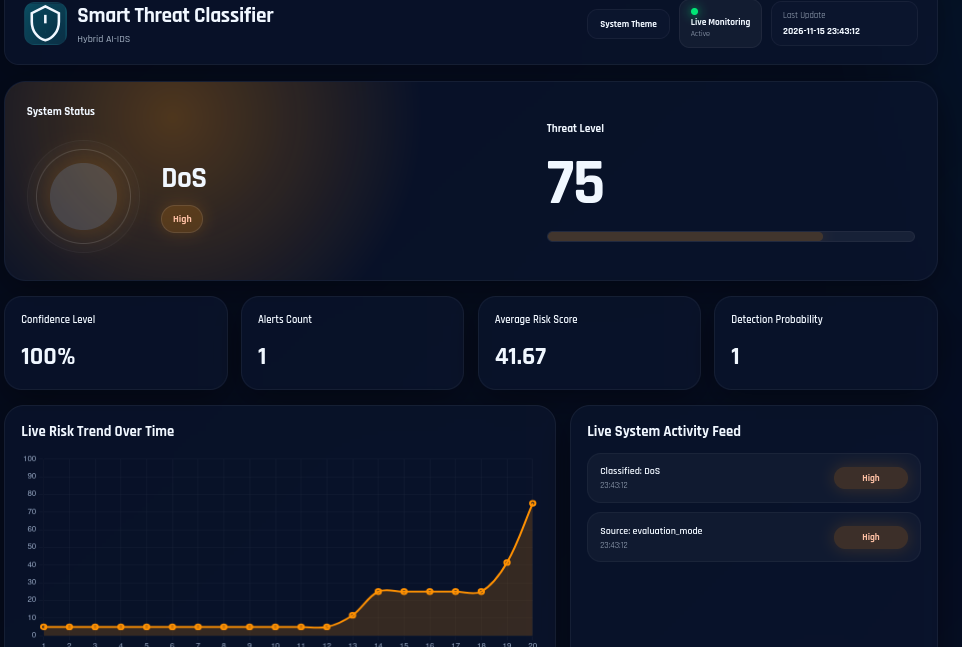 Smart Threat Classifier
Hybrid AI-IDS
System Theme
Live Monitoring
Active
Last Update
2026-11-15 23:43:12
System Status
DoS
High
Threat Level
75
Confidence Level
100%
Alerts Count
1
Average Risk Score
41.67
Detection Probability
1
Live Risk Trend Over Time
100
90
80
70
60
50
40
30
20
10
0
1 2 3 4 5 6 7 8 9 10 11 12 13 14 15 16 17 18 19 20
Live System Activity Feed
Classified: DoS
23:43:12
High
Source: evaluation_mode
23:43:12
High